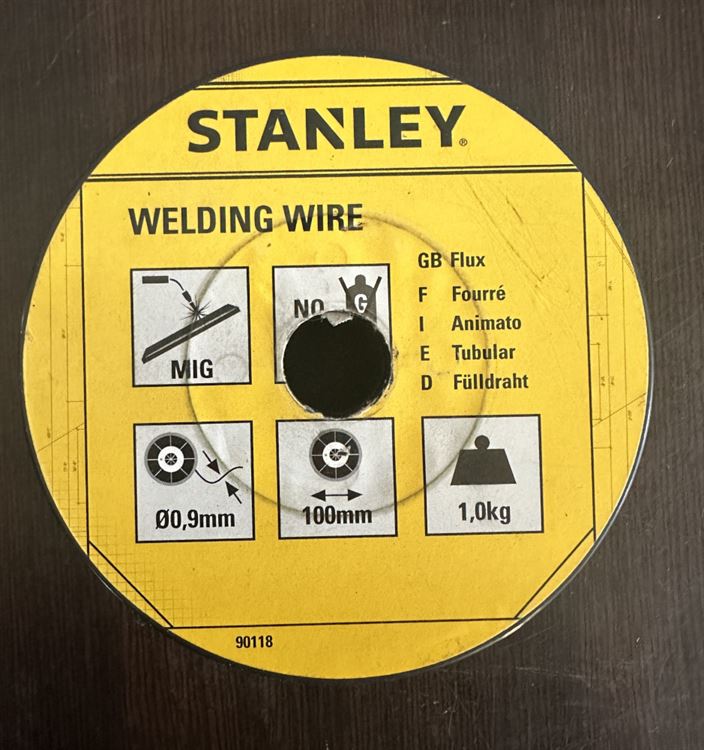 STANLEY®
WELDING WIRE
GB Flux
F Fourré
I Animato
E Tubular
D Fülldraht
MIG
NO G
Ø0,9mm
100mm
1,0kg
90118